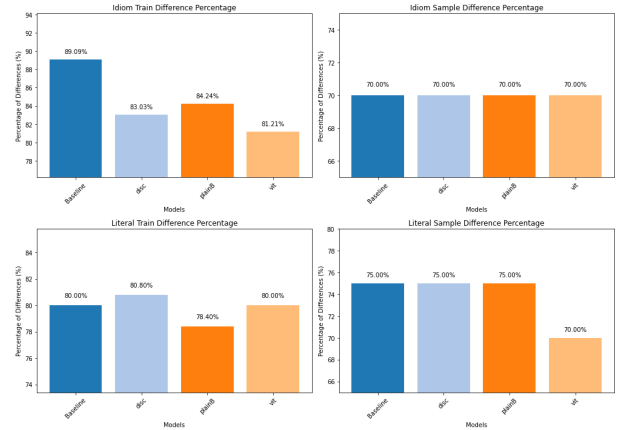 Idiom Train Difference Percentage
Percentage of Differences (%)
94
92
90
88
86
84
82
80
78
89.09%
83.03%
84.24%
81.21%
Baseline
disc
plainB
vit
Models
Idiom Sample Difference Percentage
Percentage of Differences (%)
74
72
70
68
66
70.00%
70.00%
70.00%
70.00%
Baseline
disc
plainB
vit
Models
Literal Train Difference Percentage
Percentage of Differences (%)
84
82
80
78
76
74
80.00%
80.80%
78.40%
80.00%
Baseline
disc
plainB
vit
Models
Literal Sample Difference Percentage
Percentage of Differences (%)
80
78
76
74
72
70
68
66
75.00%
75.00%
75.00%
70.00%
Baseline
disc
plainB
vit
Models